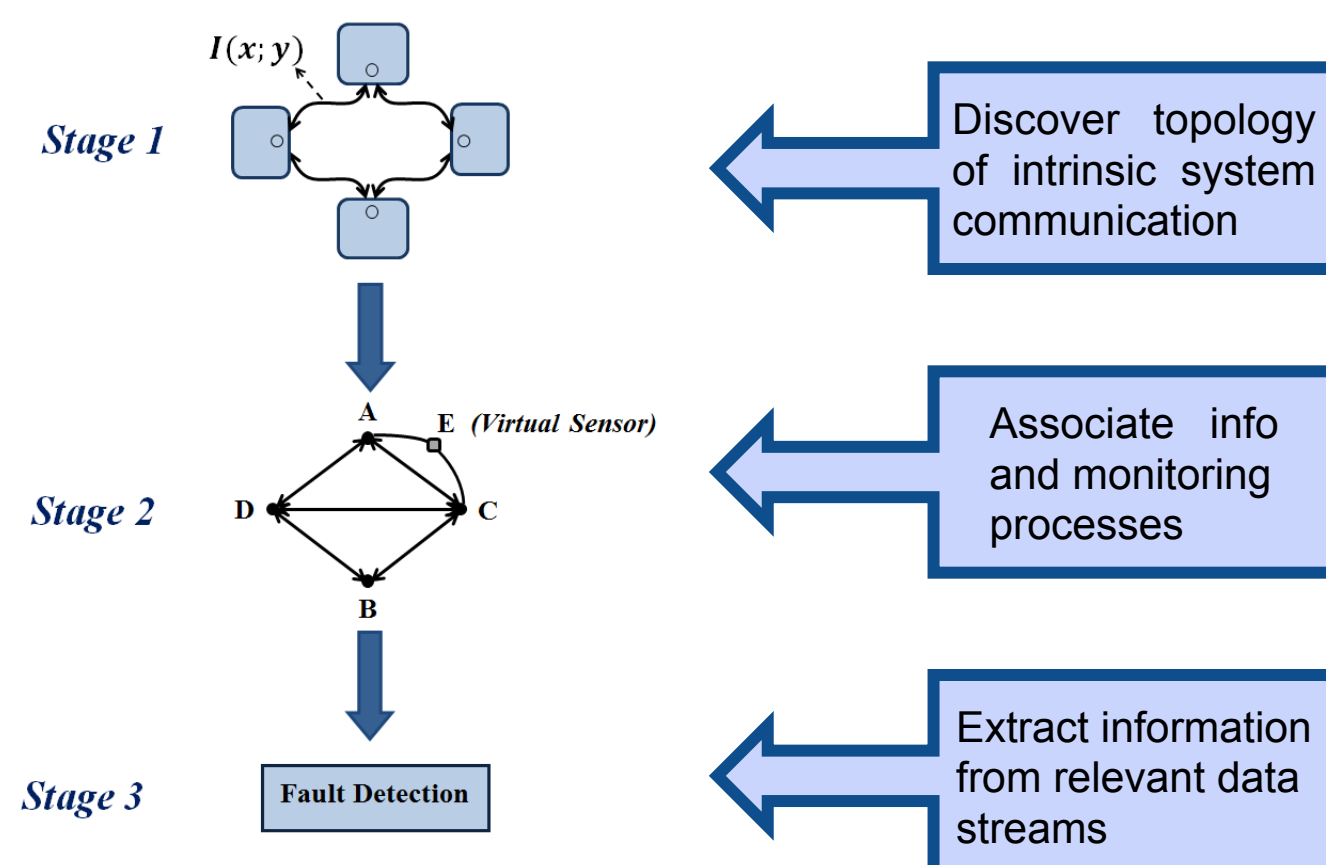 I(x; y)
Stage 1
Discover topology
of intrinsic system
communication
A
E (Virtual Sensor)
Stage 2
D
C
B
Associate info
and monitoring
processes
Stage 3
Fault Detection
Extract information
from relevant data
streams